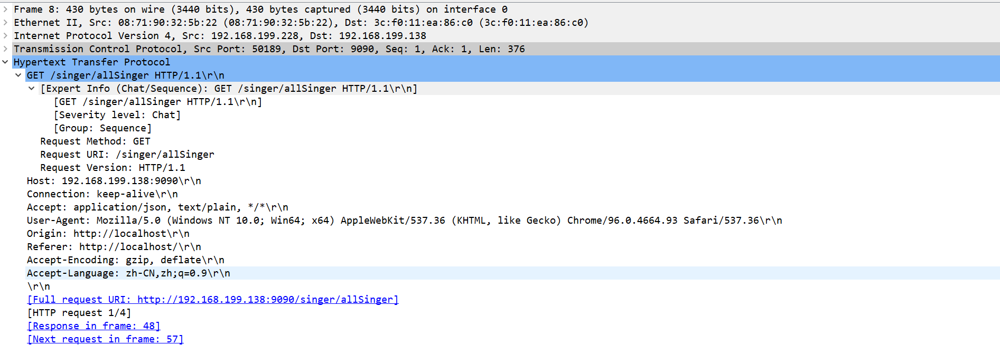 Frame 8: 430 bytes on wire (3440 bits), 430 bytes captured (3440 bits) on interface 0
Ethernet II, Src: 08:71:90:32:5b:22 (08:71:90:32:5b:22), Dst: 3c:f0:11:ea:86:c0 (3c:f0:11:ea:86:c0)
Internet Protocol Version 4, Src: 192.168.199.228, Dst: 192.168.199.138
Transmission Control Protocol, Src Port: 50189, Dst Port: 9090, Seq: 1, Ack: 1, Len: 376
Hypertext Transfer Protocol
GET /singer/allSinger HTTP/1.1\r\n
[Expert Info (Chat/Sequence): GET /singer/allSinger HTTP/1.1\r\n]
[GET /singer/allSinger HTTP/1.1\r\n]
[Severity level: Chat]
[Group: Sequence]
Request Method: GET
Request URI: /singer/allSinger
Request Version: HTTP/1.1
Host: 192.168.199.138:9090\r\n
Connection: keep-alive\r\n
Accept: application/json, text/plain, */*\r\n
User-Agent: Mozilla/5.0 (Windows NT 10.0; Win64; x64) AppleWebKit/537.36 (KHTML, like Gecko) Chrome/96.0.4664.93 Safari/537.36\r\n
Origin: http://localhost\r\n
Referer: http://localhost/\r\n
Accept-Encoding: gzip, deflate\r\n
Accept-Language: zh-CN,zh;q=0.9\r\n
\r\n
[Full request URI: http://192.168.199.138:9090/singer/allSinger]
[HTTP request 1/4]
[Response in frame: 48]
[Next request in frame: 57]